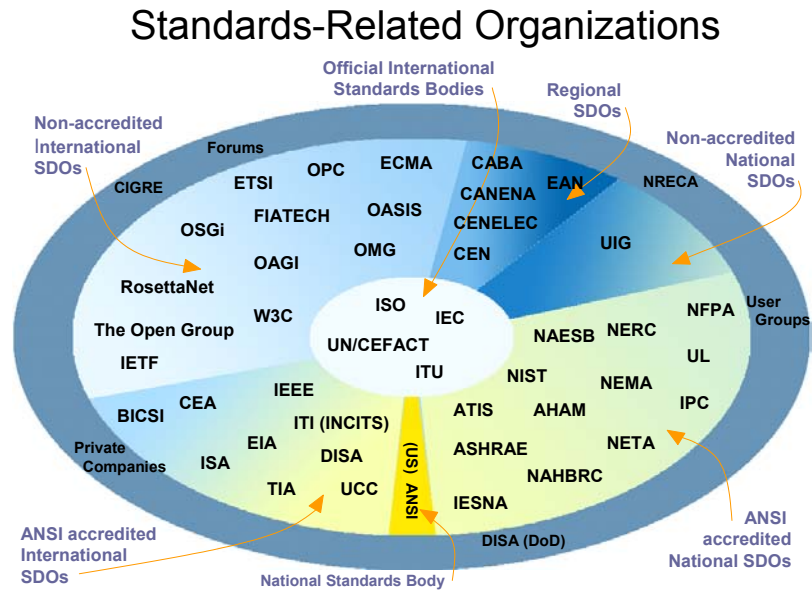 Standards-Related Organizations
Official International
Standards Bodies
Regional
SDOs
Non-accredited
International
SDOs
Non-accredited
National
SDOs
Forums
CIGRE
NRECA
ECMA
OPC
ETSI
FIATECH
OASIS
OSGi
OMG
OAGI
RosettaNet
W3C
The Open Group
IETF
CABA
EAN
CANENA
CENELEC
CEN
UIG
ISO
IEC
UN/CEFACT
ITU
User
Groups
NFPA
NAESB
NERC
UL
NIST
NEMA
IPC
ATIS
AHAM
NETA
ASHRAE
NAHBRC
IESNA
IEEE
CEA
BICSI
ITI (INCITS)
EIA
DISA
ISA
TIA
UCC
(US) ANSI
Private
Companies
DISA (DoD)
ANSI accredited
International
SDOs
National Standards Body
ANSI
accredited
National SDOs